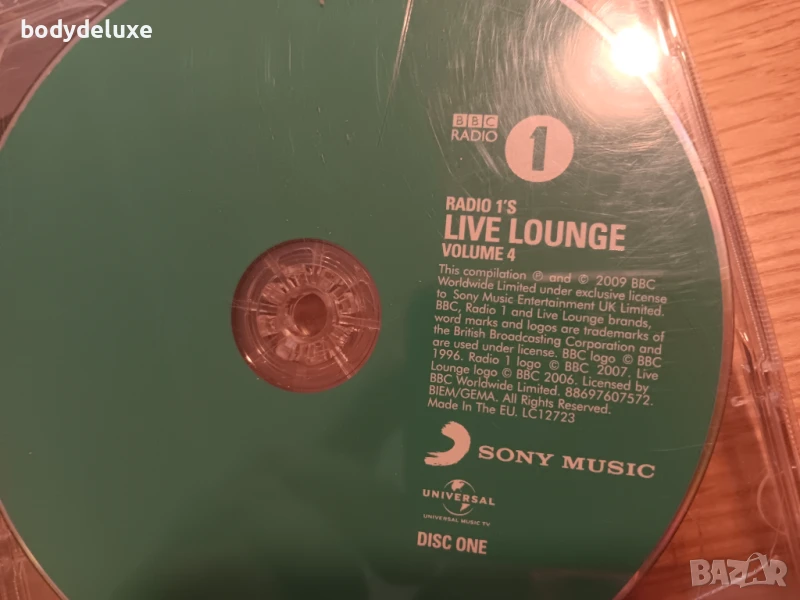 bodydeluxe
BBC
RADIO
1
RADIO 1'S
LIVE LOUNGE
VOLUME 4
This compilation ℗ and © 2009 BBC
Worldwide Limited under exclusive license
to Sony Music Entertainment UK Limited.
BBC, Radio 1 and Live Lounge brands,
word marks and logos are trademarks of
the British Broadcasting Corporation and
are used under license. BBC logo © BBC
1996. Radio 1 logo © BBC 2007. Live
Lounge logo © BBC 2006. Licensed by
BBC Worldwide Limited. 88697607572.
BIEM/GEMA. All Rights Reserved.
Made In The EU. LC12723
SONY MUSIC
UNIVERSAL
UNIVERSAL MUSIC TV
DISC ONE
BAZAR